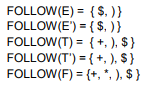 FOLLOW(E) = { $, ) }
FOLLOW(E') = { $, ) }
FOLLOW(T) = { +, ), $ }
FOLLOW(T') = { +, ), $ }
FOLLOW(F) = {+, *, ), $ }